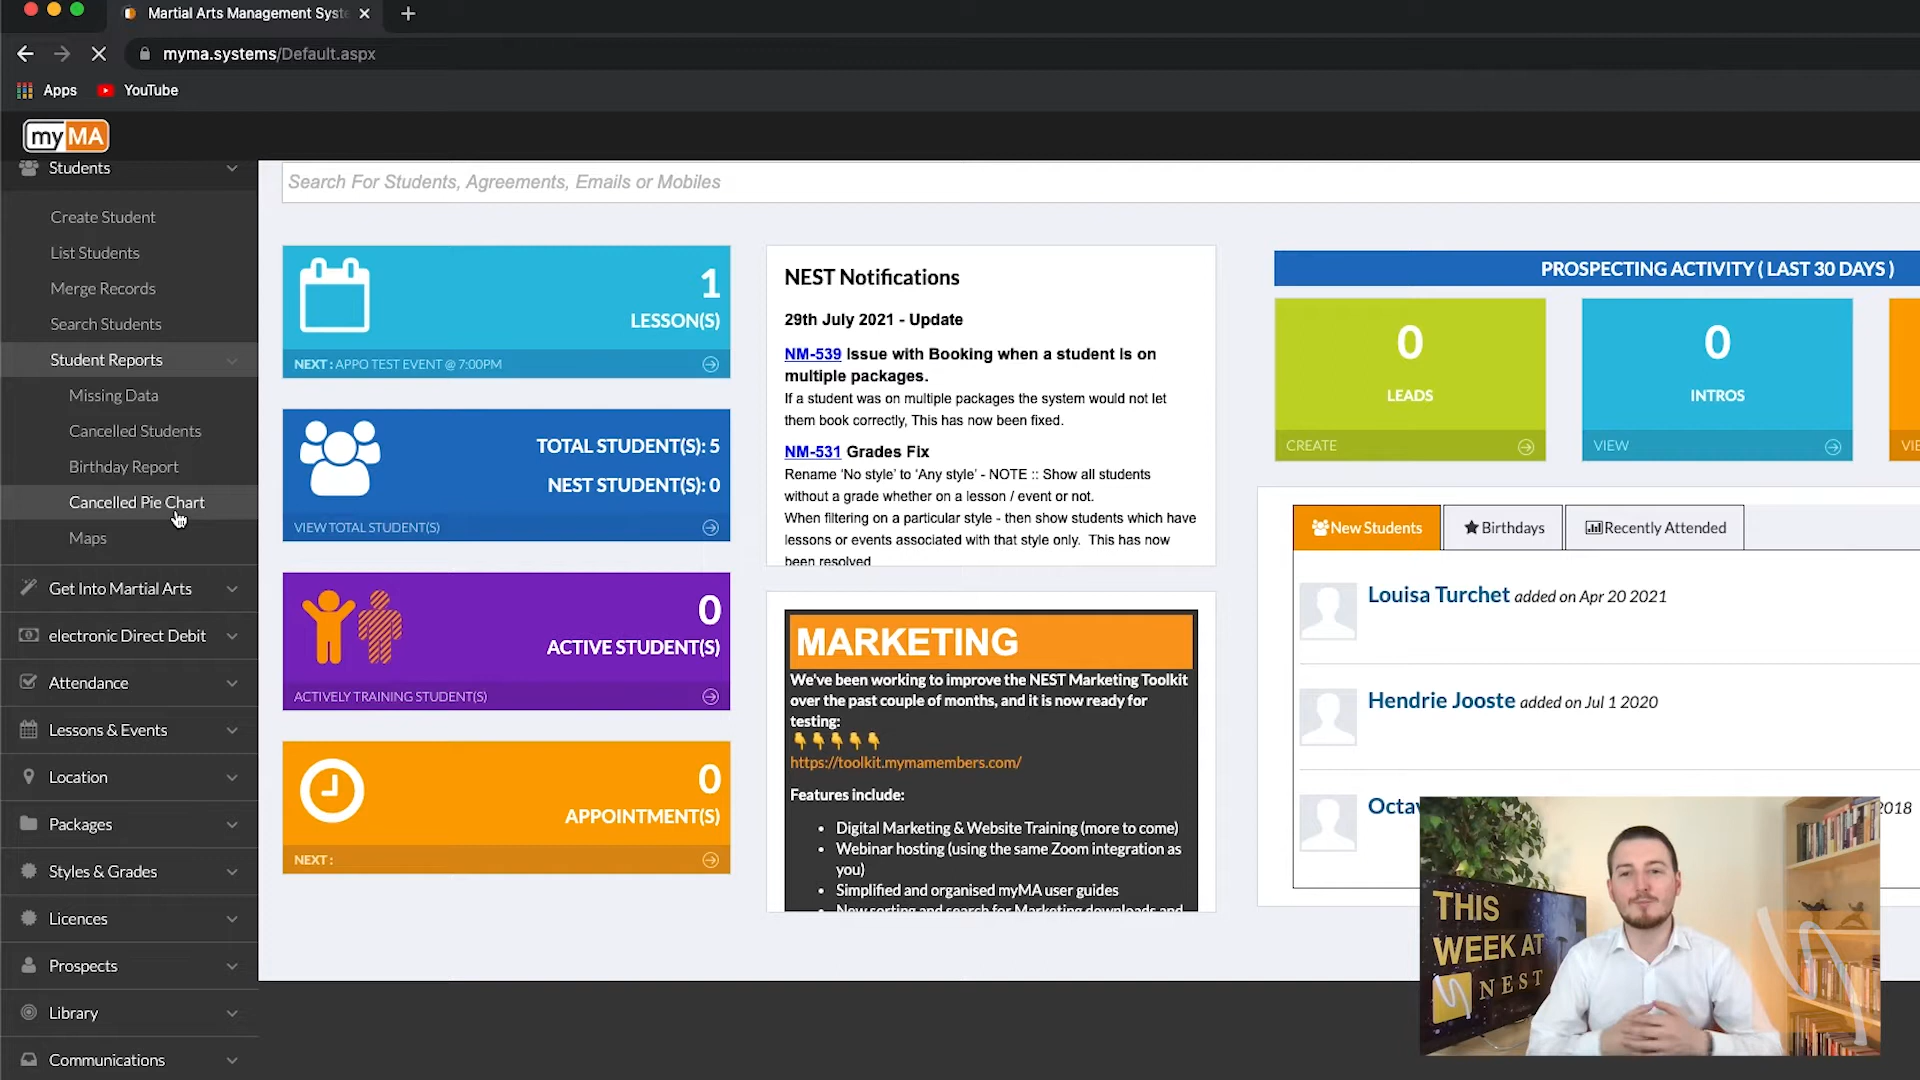 Martial Arts Management Syste
myma.systems/Default.aspx
Apps
YouTube
myMA
Students
Create Student
List Students
Merge Records
Search Students
Student Reports
Missing Data
Cancelled Students
Birthday Report
Cancelled Pie Chart
Maps
Get Into Martial Arts
electronic Direct Debit
Attendance
Lessons & Events
Location
Packages
Styles & Grades
Licences
Prospects
Library
Communications
Search For Students, Agreements, Emails or Mobiles
1
LESSON(S)
NEXT : APPO TEST EVENT @ 7:00PM
TOTAL STUDENT(S): 5
NEST STUDENT(S): 0
VIEW TOTAL STUDENT(S)
0
ACTIVE STUDENT(S)
ACTIVELY TRAINING STUDENT(S)
0
APPOINTMENT(S)
NEXT :
NEST Notifications
29th July 2021 - Update
NM-539 Issue with Booking when a student is on
multiple packages.
If a student was on multiple packages the system would not let
them book correctly, This has now been fixed.
NM-531 Grades Fix
Rename 'No style' to 'Any style' - NOTE :: Show all students
without a grade whether on a lesson / event or not.
When filtering on a particular style - then show students which have
lessons or events associated with that style only. This has now
been resolved
MARKETING
We've been working to improve the NEST Marketing Toolkit
over the past couple of months, and it is now ready for
testing:
https://toolkit.mymamembers.com/
Features include:
• Digital Marketing & Website Training (more to come)
• Webinar hosting (using the same Zoom integration as
you)
• Simplified and organised myMA user guides
• New sorting and search for Marketing downloads and
PROSPECTING ACTIVITY ( LAST 30 DAYS )
0
LEADS
CREATE
0
INTROS
VIEW
VIE
New Students
Birthdays
Recently Attended
Louisa Turchet added on Apr 20 2021
Hendrie Jooste added on Jul 1 2020
Octav 2018
THIS
WEEK AT
NEST